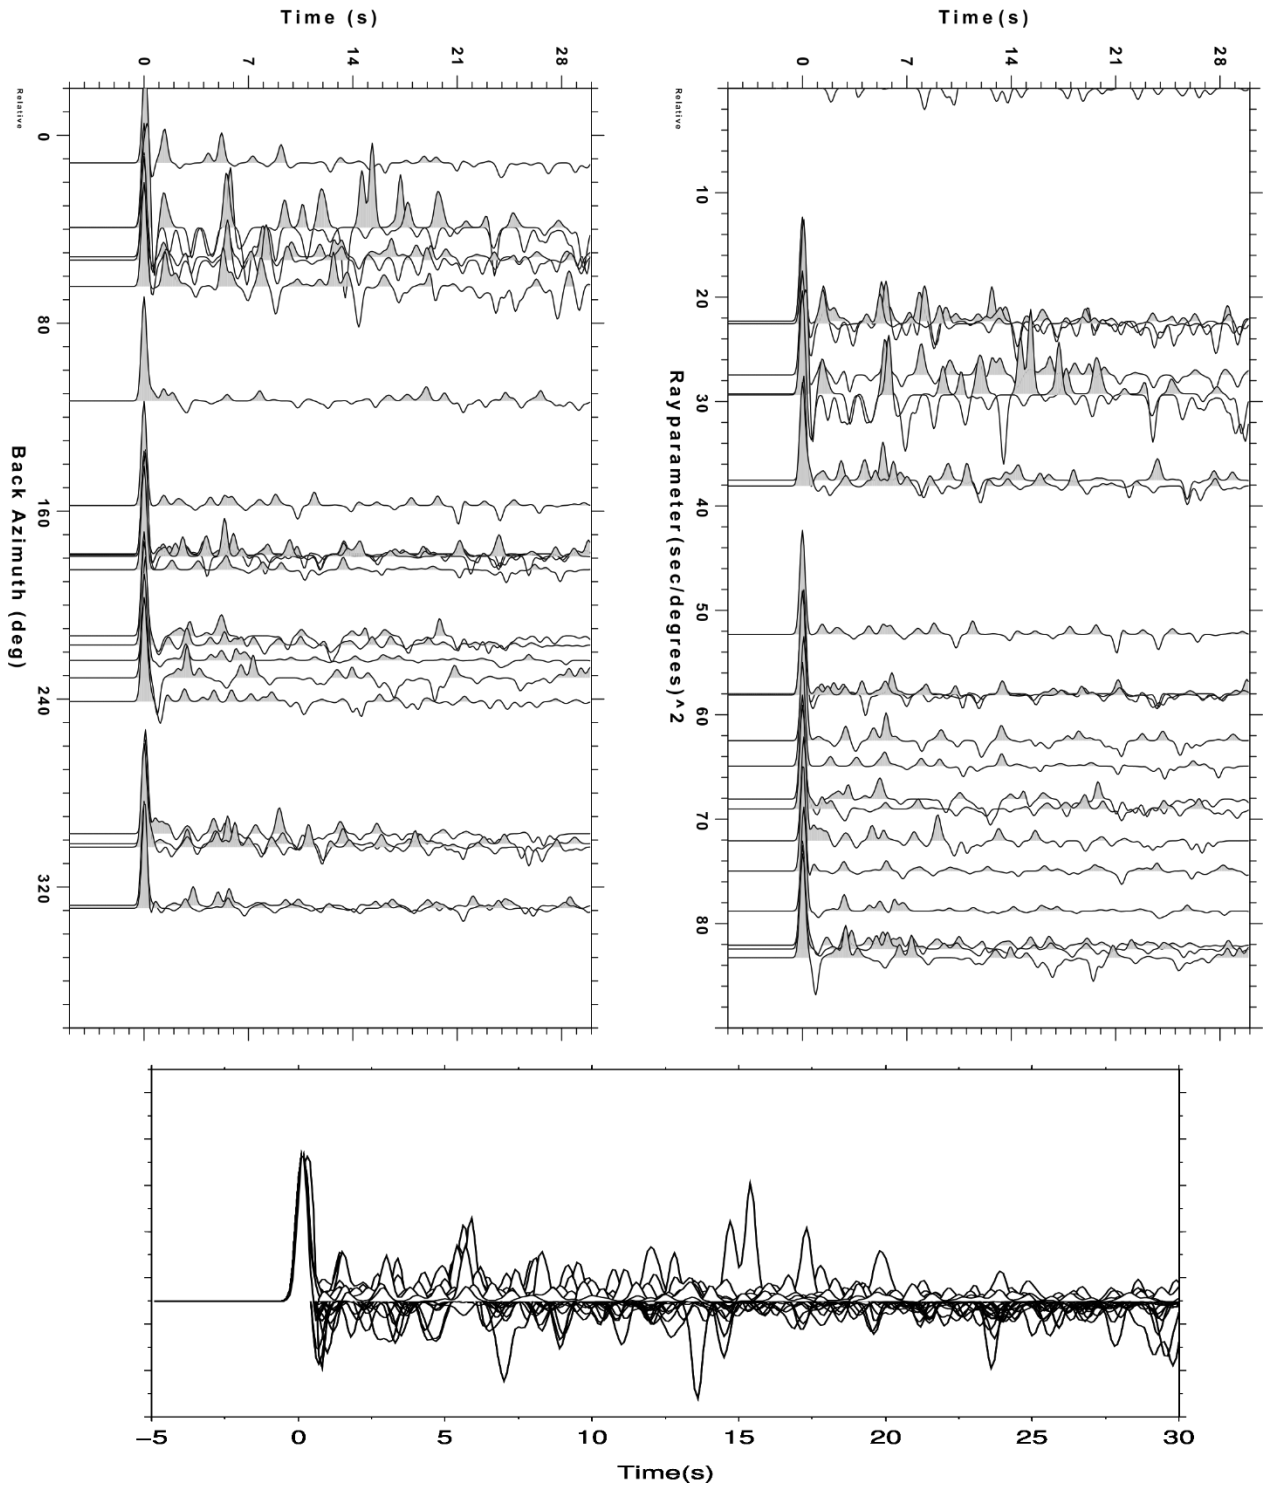 Time (s)
0 7 14 21 28
Relative
0
80
160
240
320
Back Azimuth (deg)
Time(s)
0 7 14 21 28
Relative
10
20
30
40
50
60
70
80
Rayparameter(sec/degrees)^2
−5 0 5 10 15 20 25 30
Time(s)